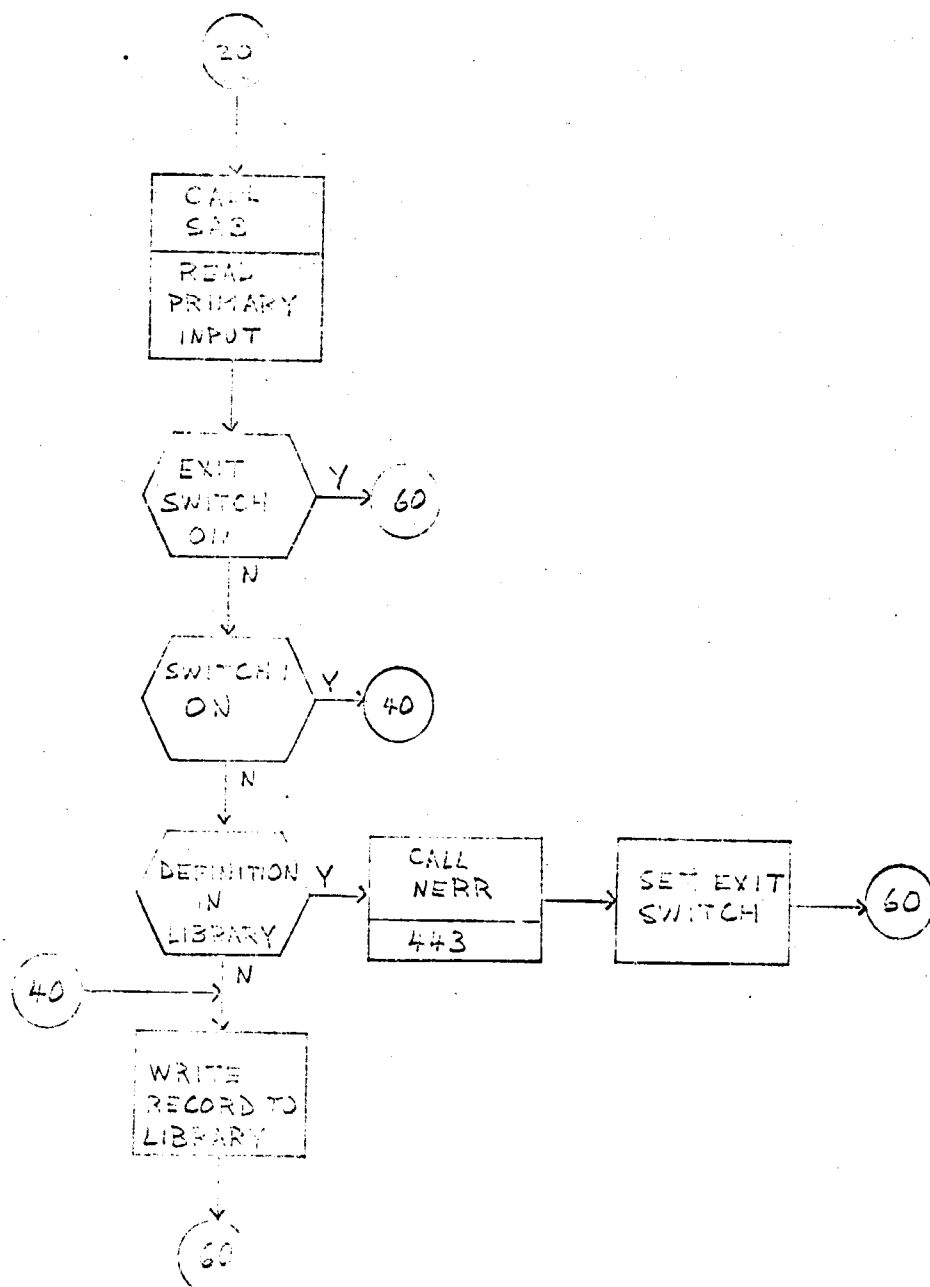 20
CALL
SAB
READ
PRIMARY
INPUT
EXIT
SWITCH
ON
Y
60
N
SWITCH 1
ON
Y
40
N
DEFINITION
IN
LIBRARY
Y
CALL
NERR
443
SET EXIT
SWITCH
60
N
40
WRITE
RECORD TO
LIBRARY
60